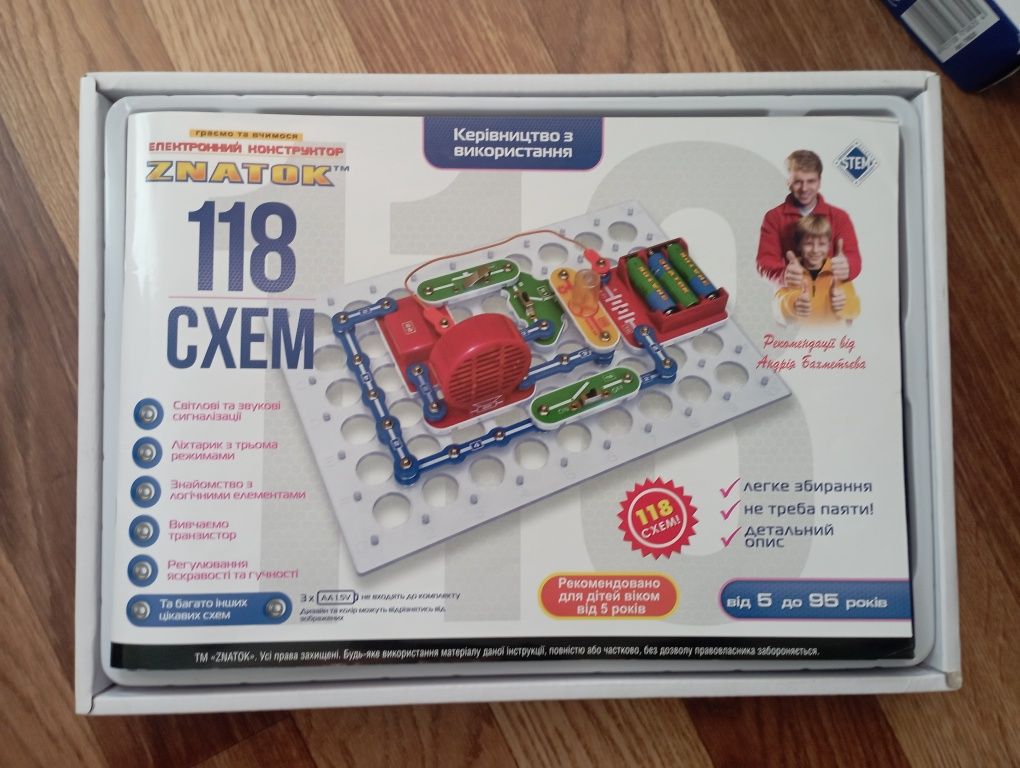 граємо та вчимося
ЕЛЕКТРОННИЙ КОНСТРУКТОР
ZNATOK™
118
СХЕМ
Керівництво з
використання
STEM
Рекомендації від
Андрія Бахметьєва
Світлові та звукові
сигналізації
Ліхтарик з трьома
режимами
Знайомство з
логічними елементами
Вивчаємо
транзистор
Регулювання
яскравості та гучності
Та багато інших
цікавих схем
3 x AA 1.5V не входять до комплекту
Дизайн та колір можуть відрізнятись від
зображених
118
СХЕМ!
легке збирання
не треба паяти!
детальний
опис
Рекомендовано
для дітей віком
від 5 років
від 5 до 95 років
ТМ «ZNATOK». Усі права захищені. Будь-яке використання матеріалу даної інструкції, повністю або частково, без дозволу правовласника забороняється.